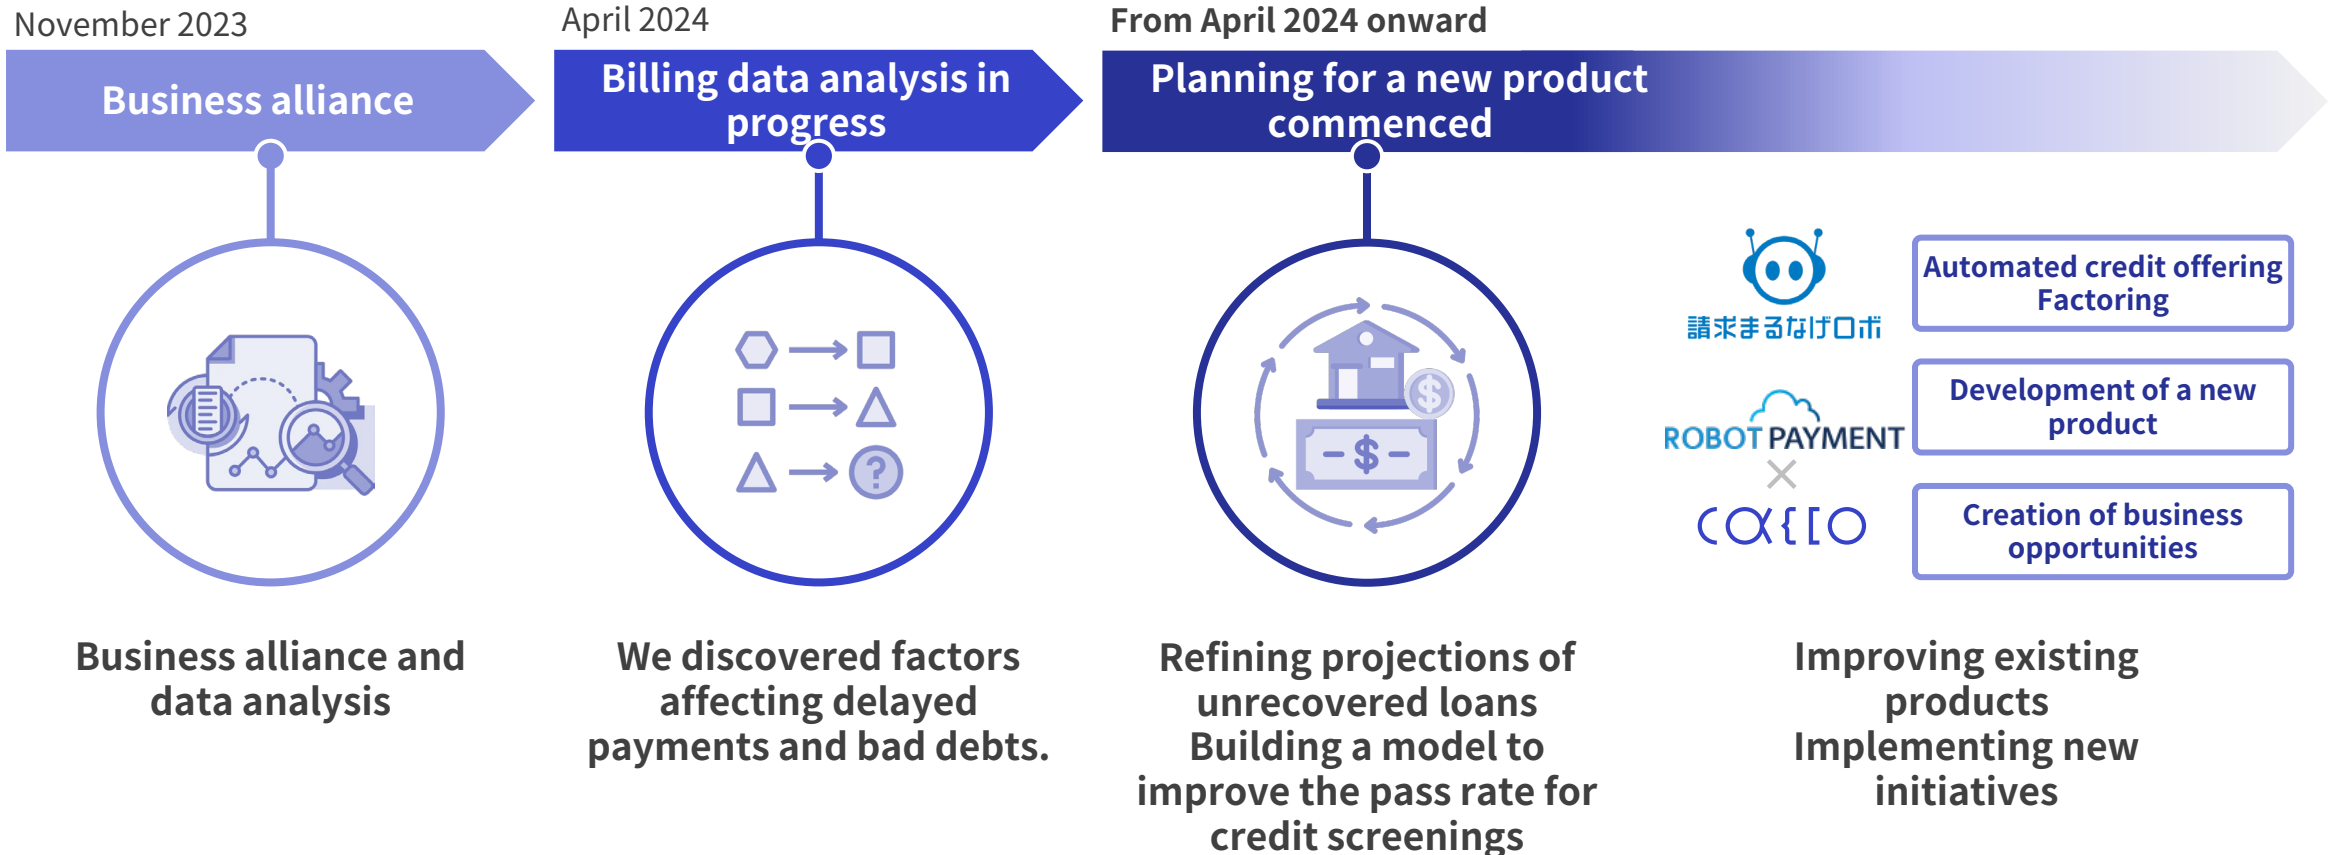 November 2023
Business alliance
Business alliance and
data analysis
April 2024
Billing data analysis in
progress
?
We discovered factors
affecting delayed
payments and bad debts.
From April 2024 onward
Planning for a new product
commenced
$
- $ -
Refining projections of
unrecovered loans
Building a model to
improve the pass rate for
credit screenings
請求まるなげロボ
Automated credit offering
Factoring
ROBOT PAYMENT
×
Development of a new
product
Creation of business
opportunities
Improving existing
products
Implementing new
initiatives